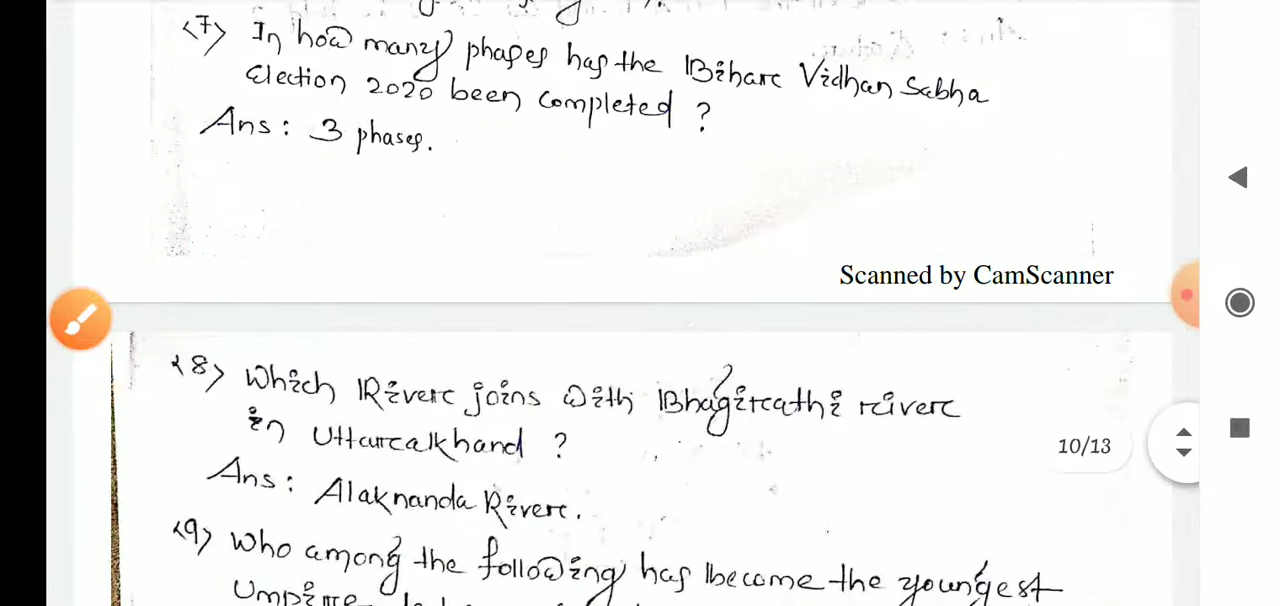 <7> In how many phases has the Bihar Vidhan Sabha
Election 2020 been completed ?
Ans : 3 phases.
Scanned by CamScanner
<8> Which River joins with Bhagirathi river
in Uttarakhand ?
10/13
Ans : Alaknanda River.
<9> Who among the following has become the youngest
Umpire